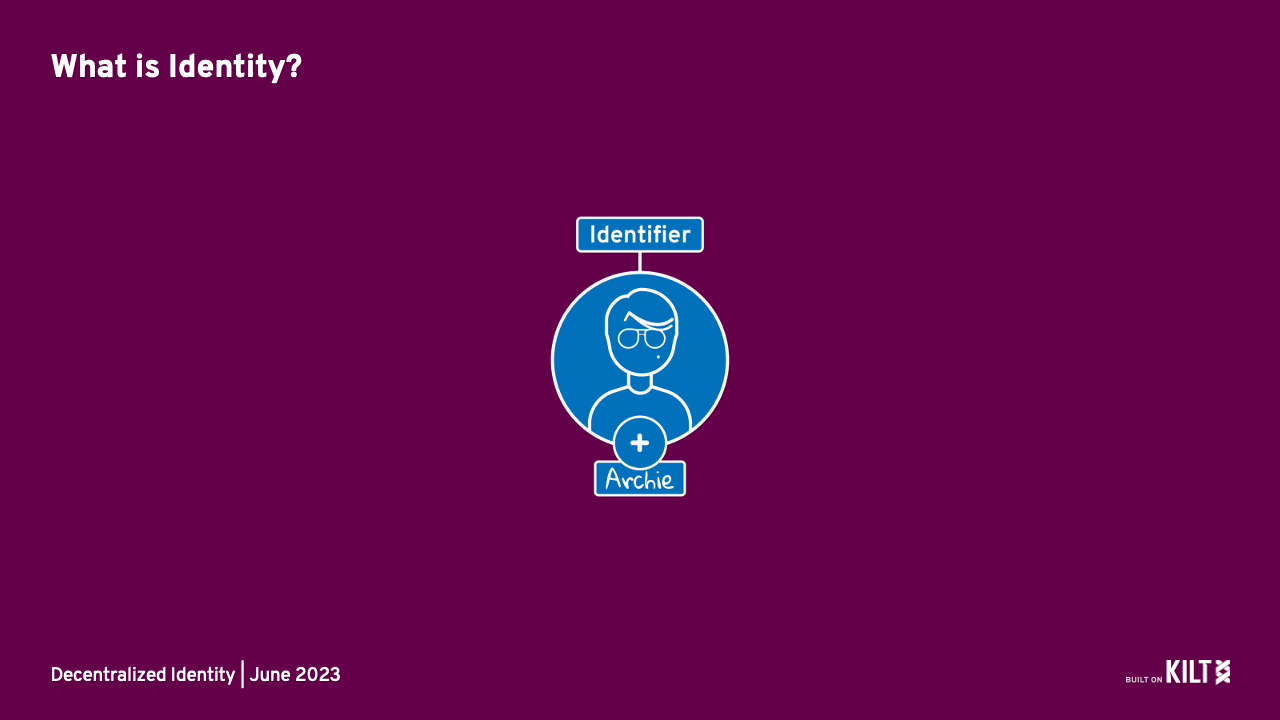 What is Identity?
Identifier
+
Archie
Decentralized Identity | June 2023
BUILT ON KILT